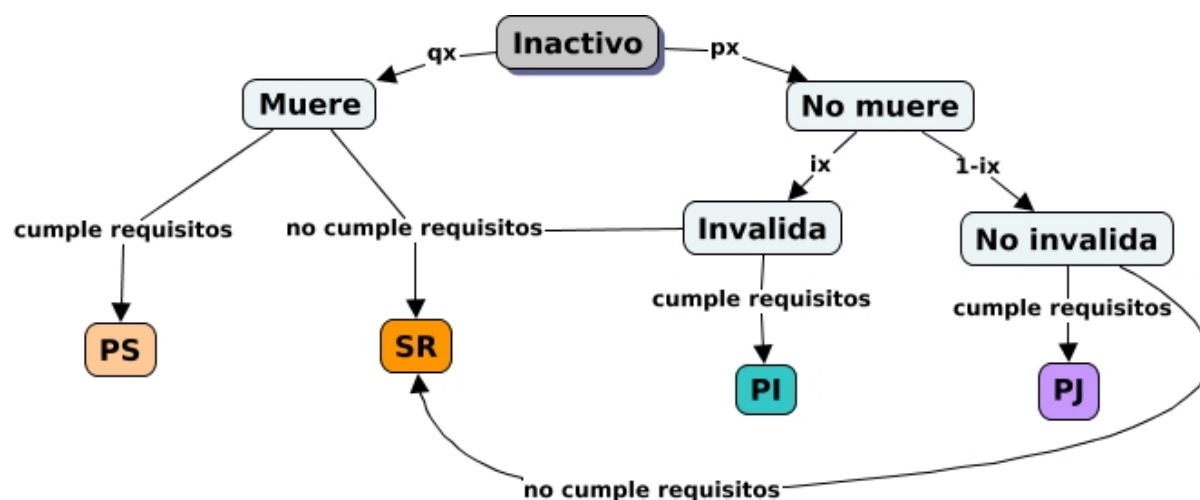 Inactivo
qx
px
Muere
No muere
ix
1-ix
cumple requisitos
no cumple requisitos
Invalida
No invalida
cumple requisitos
cumple requisitos
PS
SR
PI
PJ
no cumple requisitos